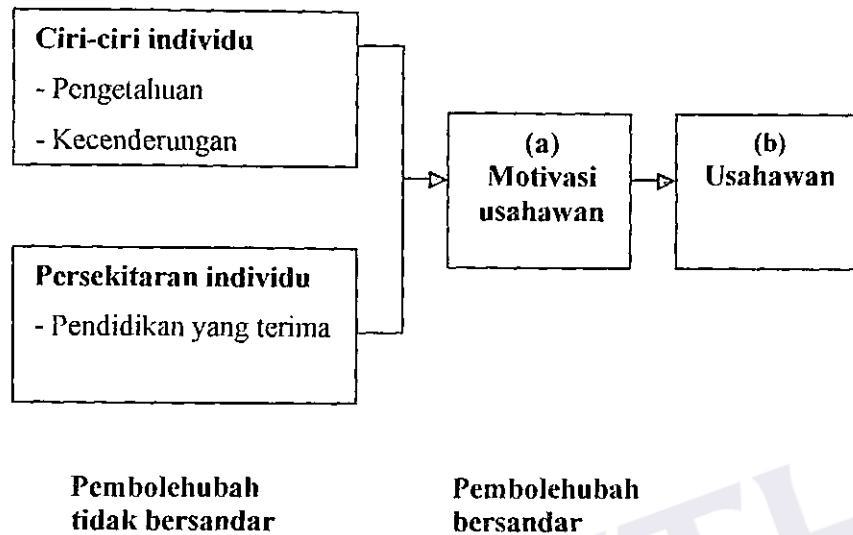 Ciri-ciri individu
- Pengetahuan
- Kecenderungan
Persekitaran individu
- Pendidikan yang terima
(a)
Motivasi
usahawan
(b)
Usahawan
Pembolehubah
tidak bersandar
Pembolehubah
bersandar